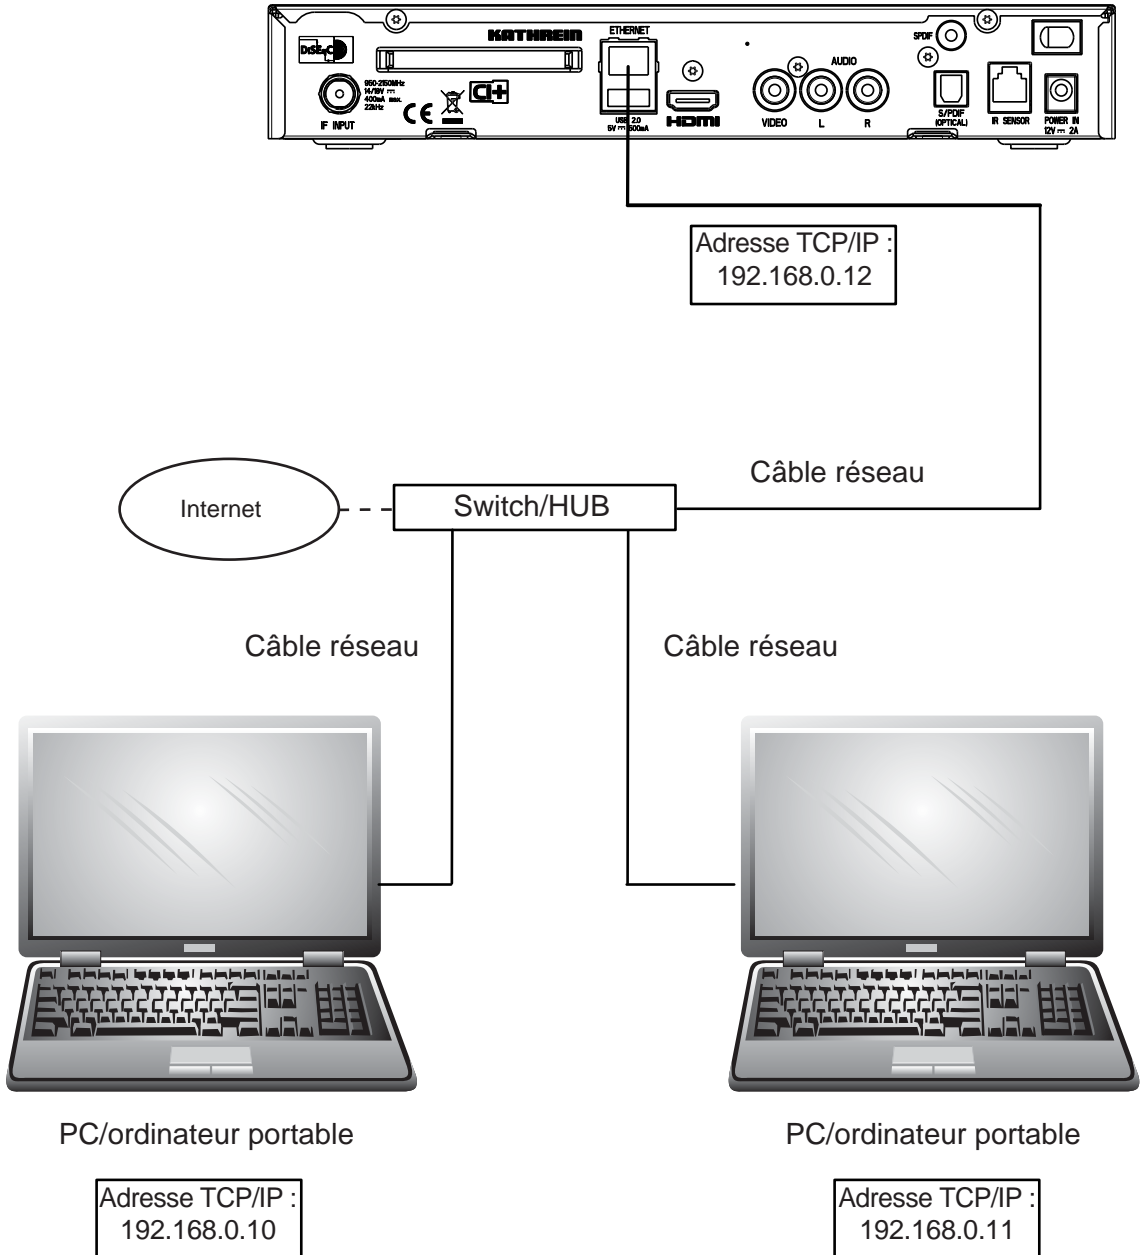 KATHREIN
ETHERNET
SPDIF
DiSEqC
AUDIO
950-2150MHz
14/18V
400mA max.
22kHz
CI+
CE
IF INPUT
USB 2.0
5V 500mA
HDMI
VIDEO
L
R
S/PDIF
(OPTICAL)
IR SENSOR
POWER IN
12V 2A
Adresse TCP/IP :
192.168.0.12
Câble réseau
Internet
Switch/HUB
Câble réseau
Câble réseau
PC/ordinateur portable
PC/ordinateur portable
Adresse TCP/IP :
192.168.0.10
Adresse TCP/IP :
192.168.0.11